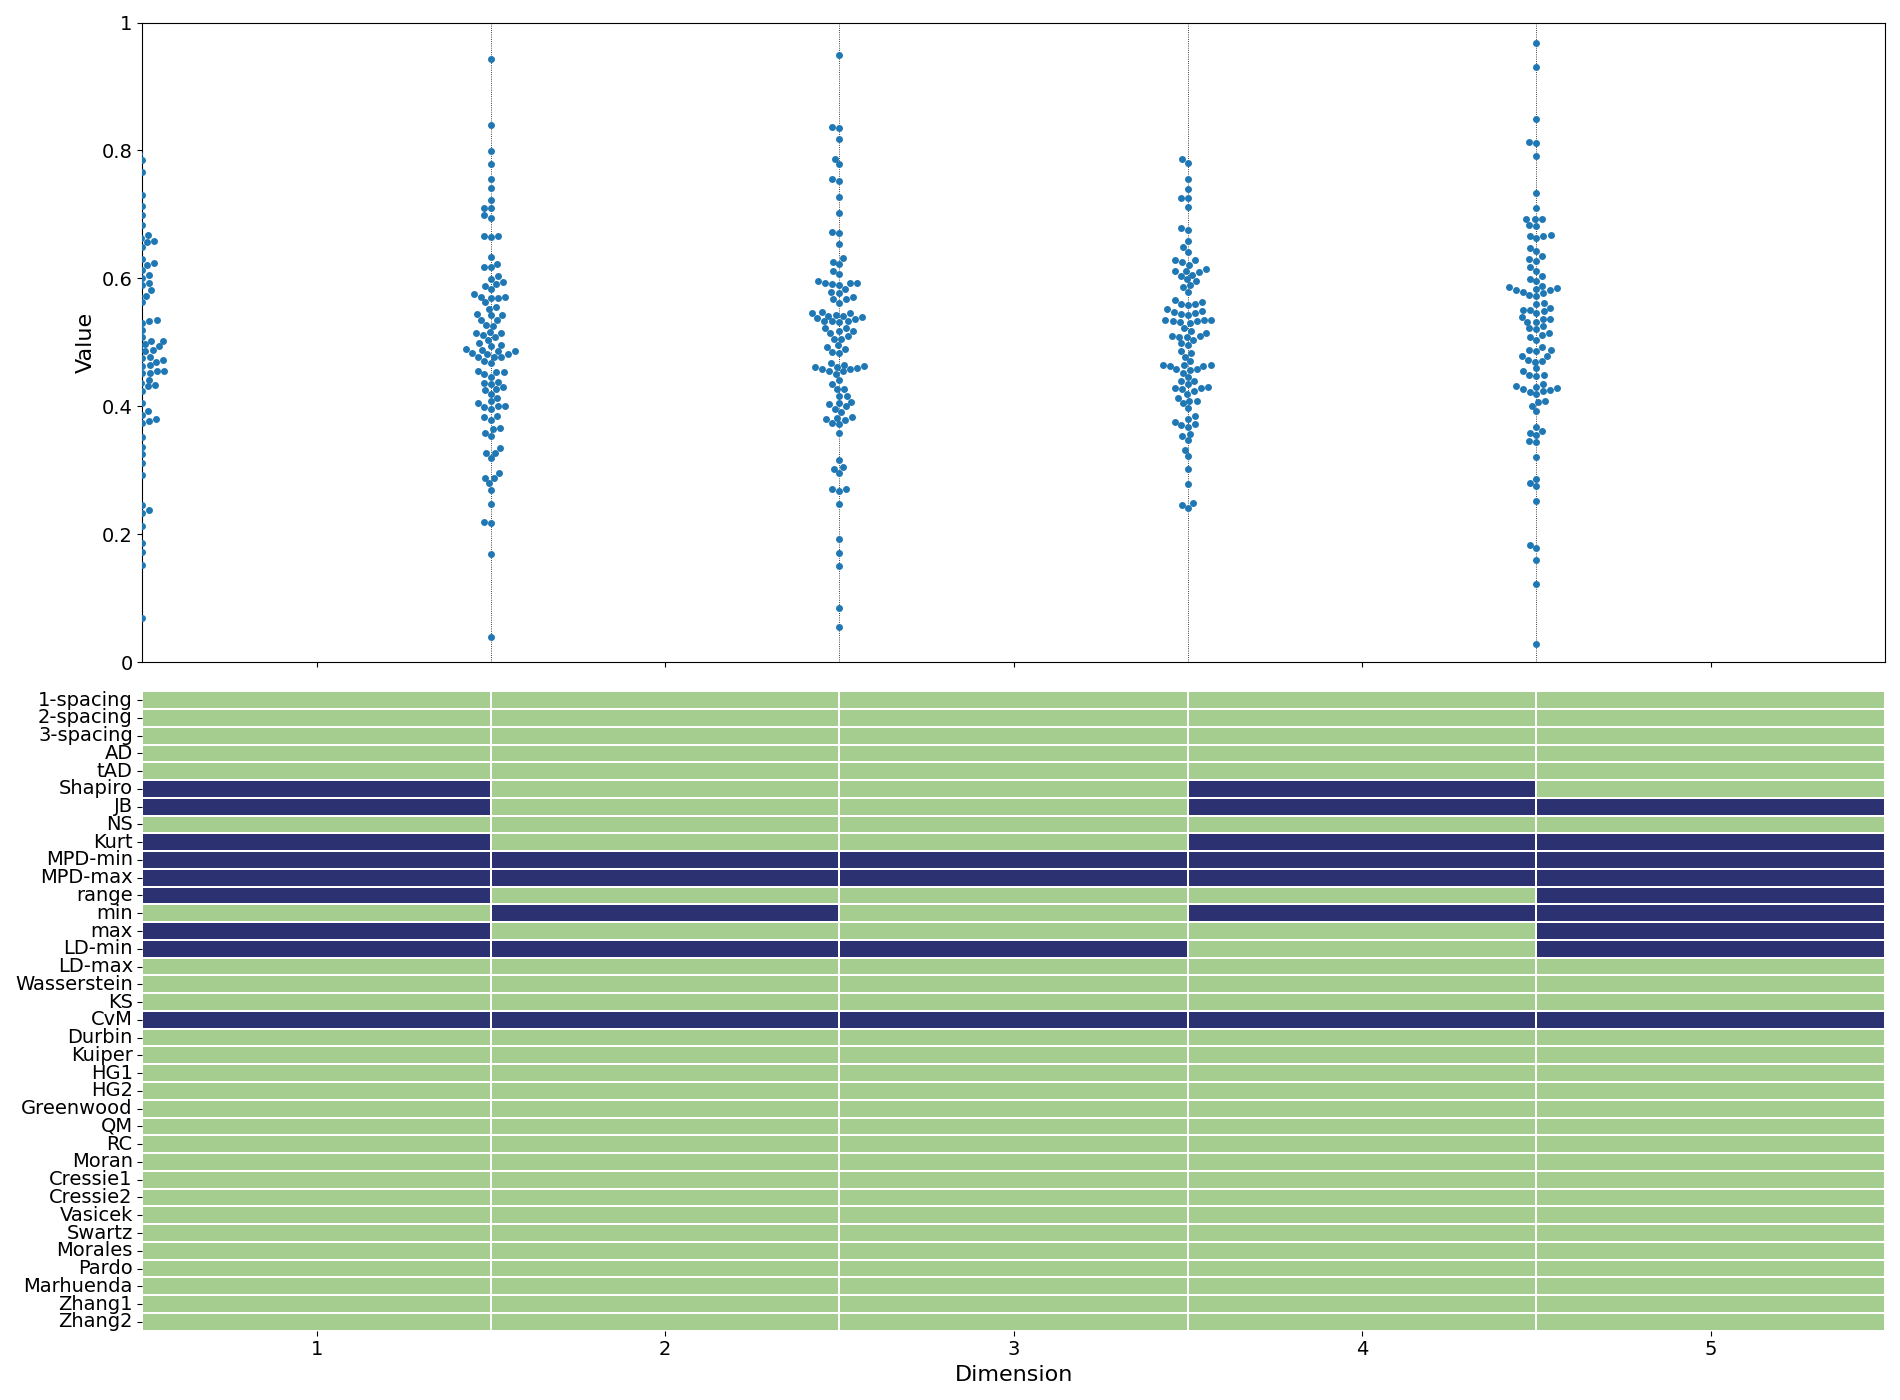 1
0.8
0.6
0.4
0.2
0
Value
1-spacing
2-spacing
3-spacing
AD
tAD
Shapiro
JB
NS
Kurt
MPD-min
MPD-max
range
min
max
LD-min
LD-max
Wasserstein
KS
CvM
Durbin
Kuiper
HG1
HG2
Greenwood
QM
RC
Moran
Cressie1
Cressie2
Vasicek
Swartz
Morales
Pardo
Marhuenda
Zhang1
Zhang2
1 2 3 4 5
Dimension